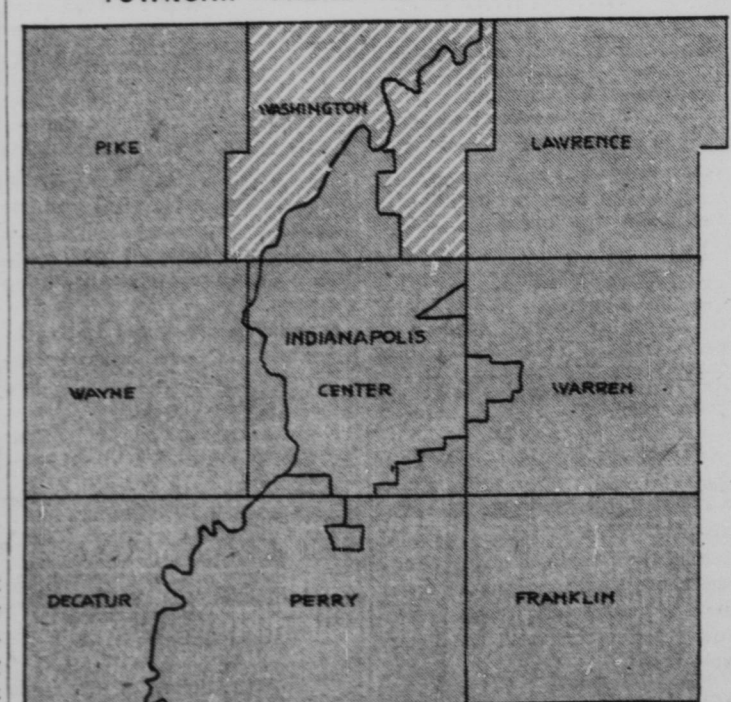 WASHINGTON
PIKE
LAWRENCE
INDIANAPOLIS
WAYNE
CENTER
WARREN
DECATUR
PERRY
FRANKLIN